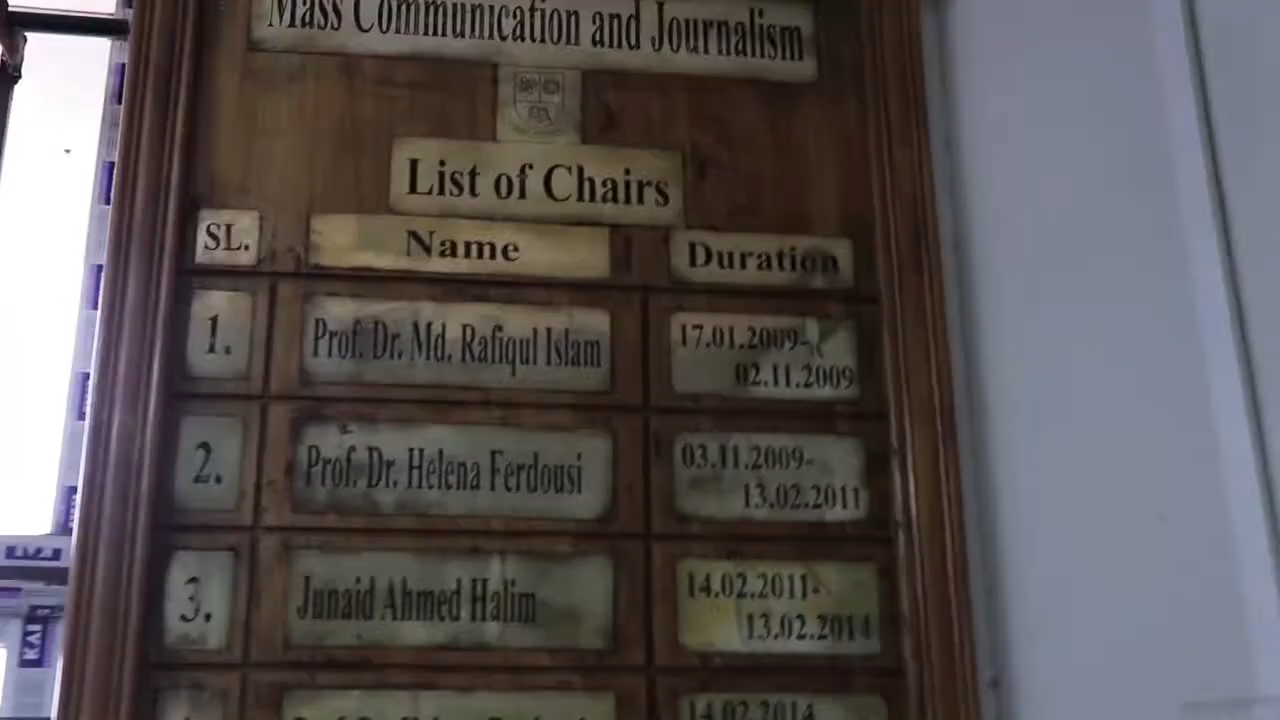 Mass Communication and Journalism
List of Chairs
SL. Name Duration
1. Prof. Dr. Md. Rafiqul Islam 17.01.2009-
02.11.2009
2. Prof. Dr. Helena Ferdousi 03.11.2009-
13.02.2011
3. Junaid Ahmed Halim 14.02.2011-
13.02.2014
14.02.2014